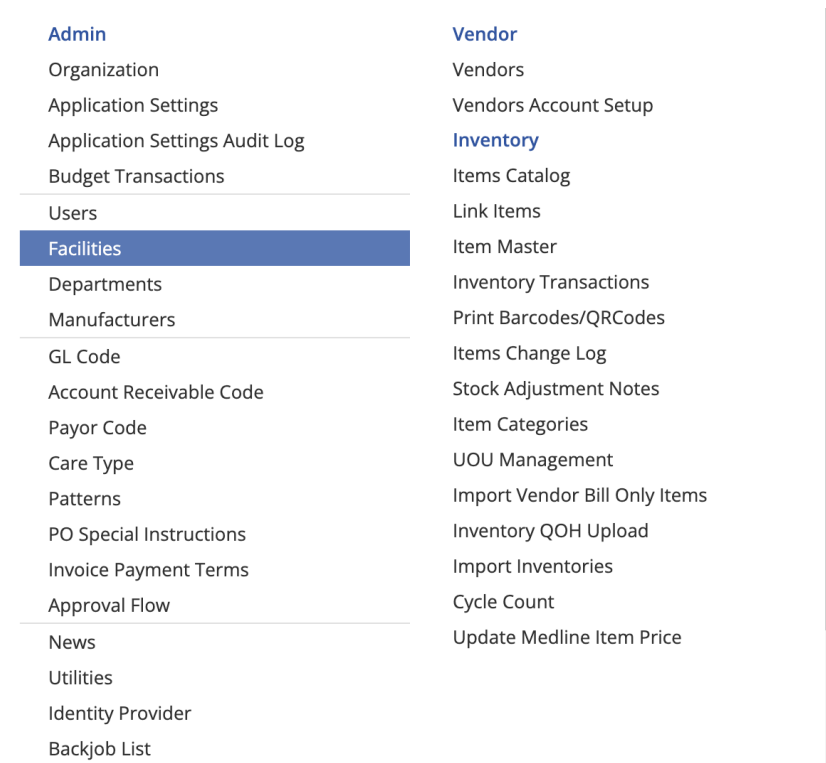 Admin
Organization
Application Settings
Application Settings Audit Log
Budget Transactions
Users
Facilities
Departments
Manufacturers
GL Code
Account Receivable Code
Payor Code
Care Type
Patterns
PO Special Instructions
Invoice Payment Terms
Approval Flow
News
Utilities
Identity Provider
Backjob List
Vendor
Vendors
Vendors Account Setup
Inventory
Items Catalog
Link Items
Item Master
Inventory Transactions
Print Barcodes/QRCodes
Items Change Log
Stock Adjustment Notes
Item Categories
UOU Management
Import Vendor Bill Only Items
Inventory QOH Upload
Import Inventories
Cycle Count
Update Medline Item Price